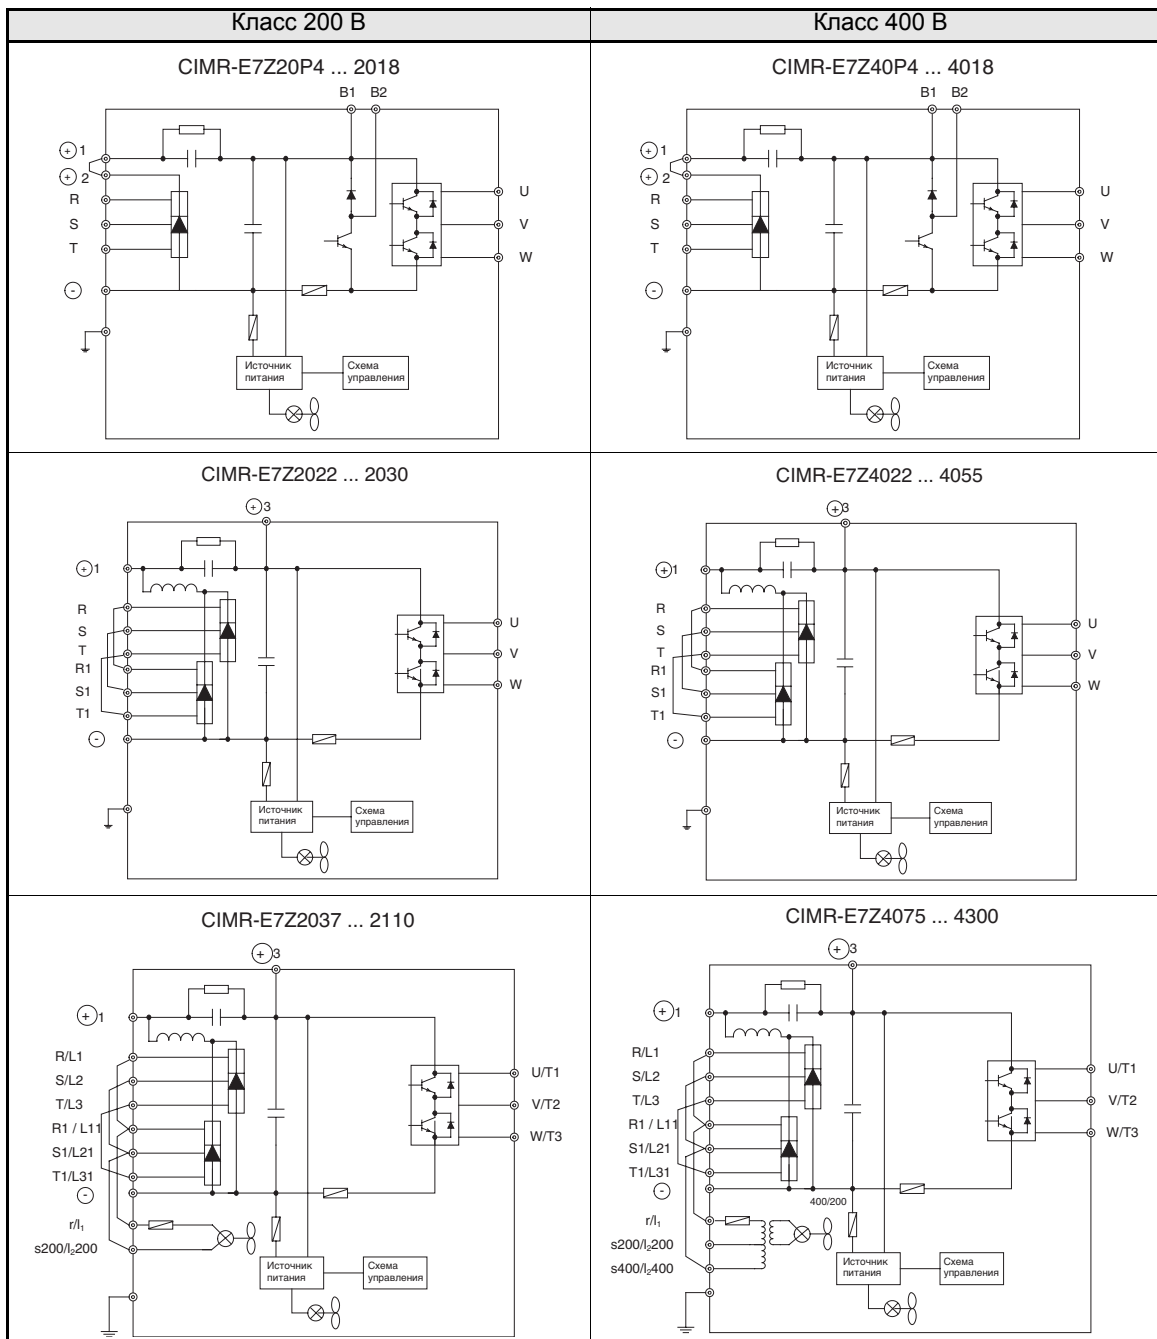 Класс 200 В
Класс 400 В
CIMR-E7Z20P4 ... 2018
B1 B2
+ 1
+ 2
R
S
T
-
U
V
W
Источник
питания
Схема
управления
CIMR-E7Z40P4 ... 4018
B1 B2
+ 1
+ 2
R
S
T
-
U
V
W
Источник
питания
Схема
управления
CIMR-E7Z2022 ... 2030
+ 3
+ 1
R
S
T
R1
S1
T1
-
U
V
W
Источник
питания
Схема
управления
CIMR-E7Z4022 ... 4055
+ 3
+ 1
R
S
T
R1
S1
T1
-
U
V
W
Источник
питания
Схема
управления
CIMR-E7Z2037 ... 2110
+ 3
+ 1
R/L1
S/L2
T/L3
R1 / L11
S1/L21
T1/L31
-
r/l₁
s200/l₂200
U/T1
V/T2
W/T3
Источник
питания
Схема
управления
CIMR-E7Z4075 ... 4300
+ 3
+ 1
R/L1
S/L2
T/L3
R1 / L11
S1/L21
T1/L31
-
400/200
r/l₁
s200/l₂200
s400/l₂400
U/T1
V/T2
W/T3
Источник
питания
Схема
управления